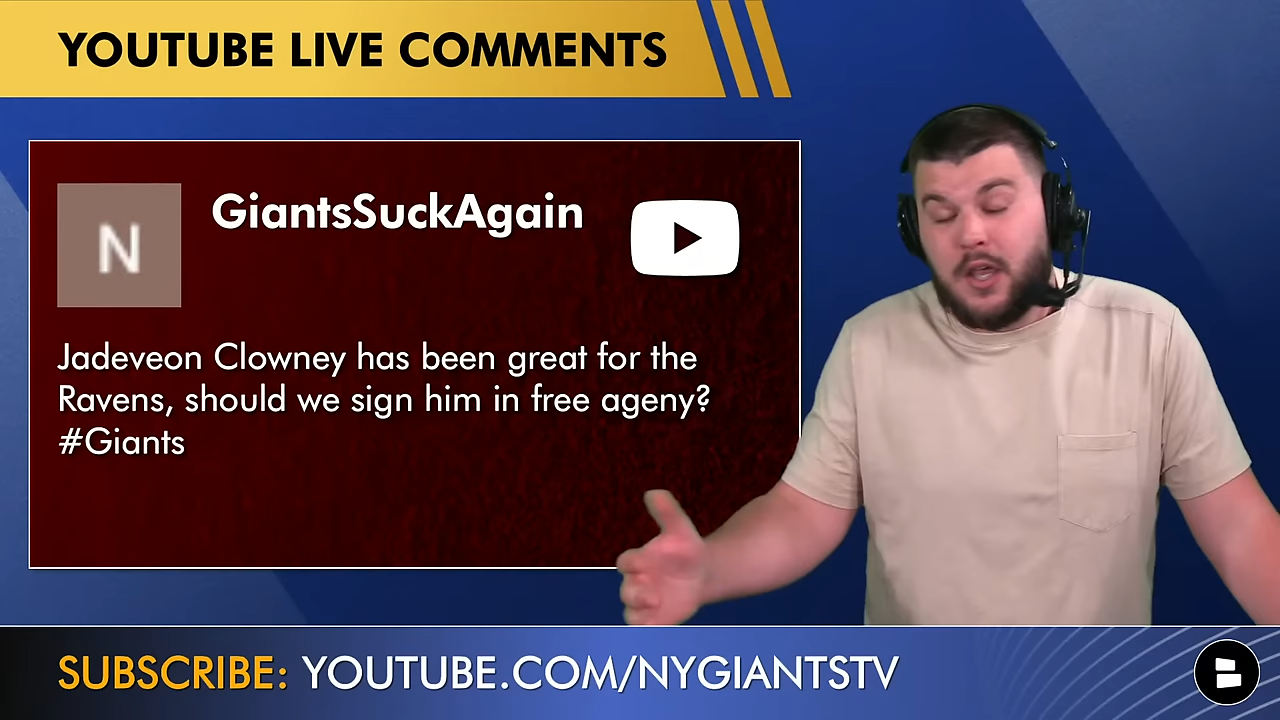 YOUTUBE LIVE COMMENTS
N
GiantsSuckAgain
Jadeveon Clowney has been great for the
Ravens, should we sign him in free ageny?
#Giants
SUBSCRIBE: YOUTUBE.COM/NYGIANTSTV